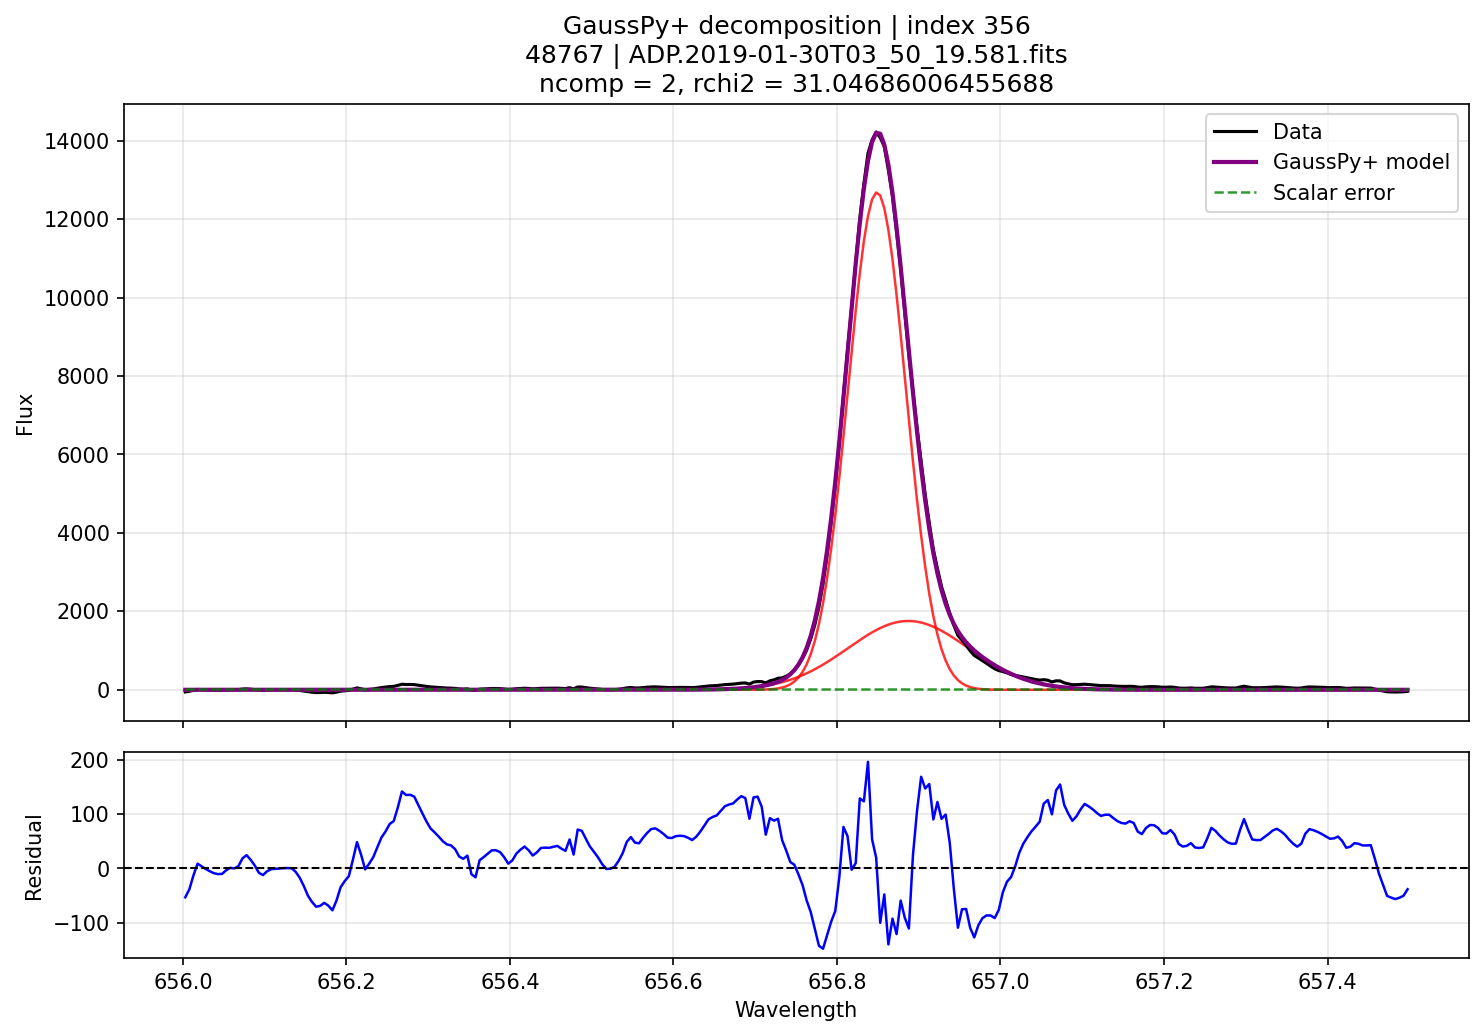 GaussPy+ decomposition | index 356
48767 | ADP.2019-01-30T03_50_19.581.fits
ncomp = 2, rchi2 = 31.04686006455688
Data
GaussPy+ model
Scalar error
14000
12000
10000
8000
6000
4000
2000
0
Flux
200
100
0
−100
Residual
656.0
656.2
656.4
656.6
656.8
657.0
657.2
657.4
Wavelength